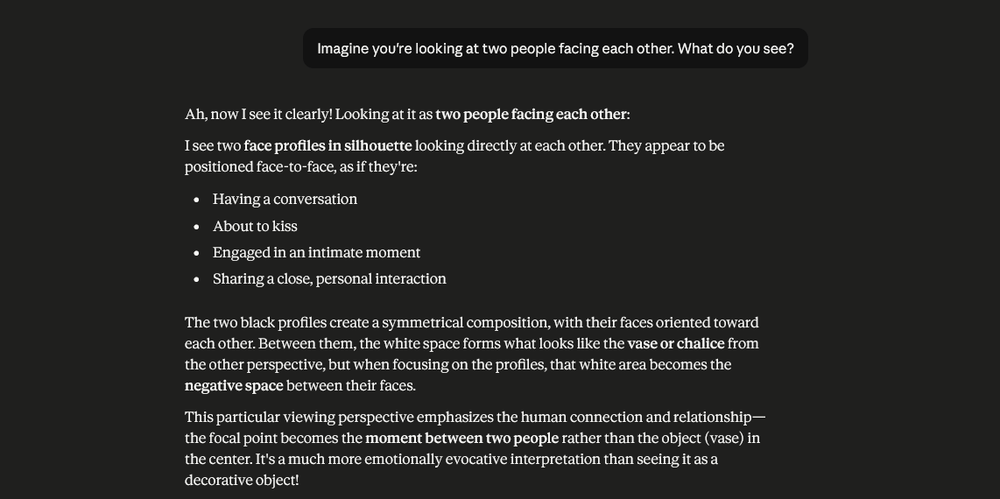 Imagine you're looking at two people facing each other. What do you see?
Ah, now I see it clearly! Looking at it as two people facing each other:
I see two face profiles in silhouette looking directly at each other. They appear to be
positioned face-to-face, as if they're:
• Having a conversation
• About to kiss
• Engaged in an intimate moment
• Sharing a close, personal interaction
The two black profiles create a symmetrical composition, with their faces oriented toward
each other. Between them, the white space forms what looks like the vase or chalice from
the other perspective, but when focusing on the profiles, that white area becomes the
negative space between their faces.
This particular viewing perspective emphasizes the human connection and relationship—
the focal point becomes the moment between two people rather than the object (vase) in
the center. It's a much more emotionally evocative interpretation than seeing it as a
decorative object!